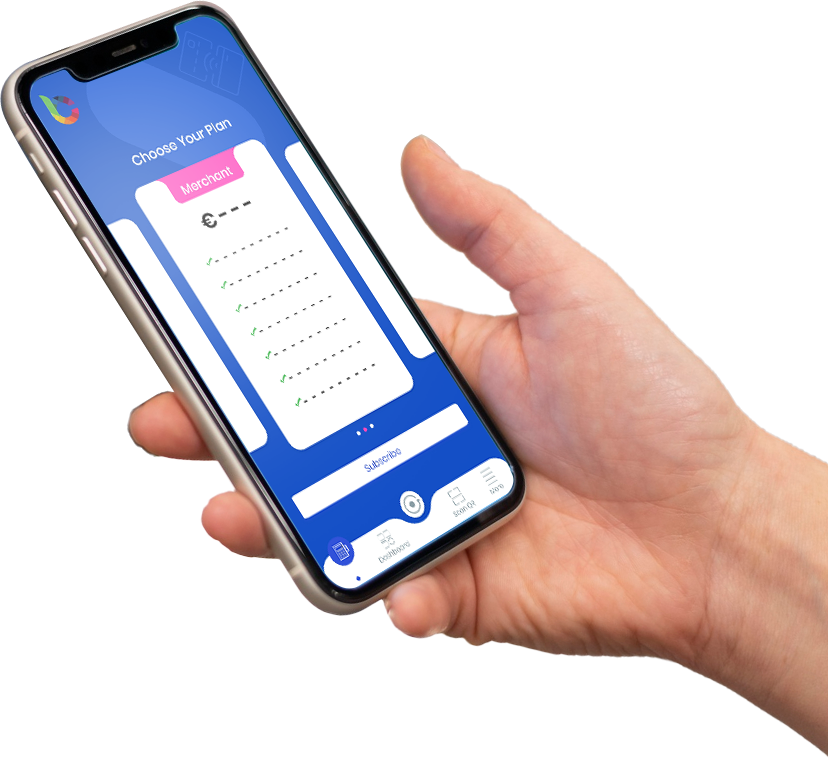 Choose Your Plan
Merchant
€---
Subscribe
Dashboard
Scan QR
More